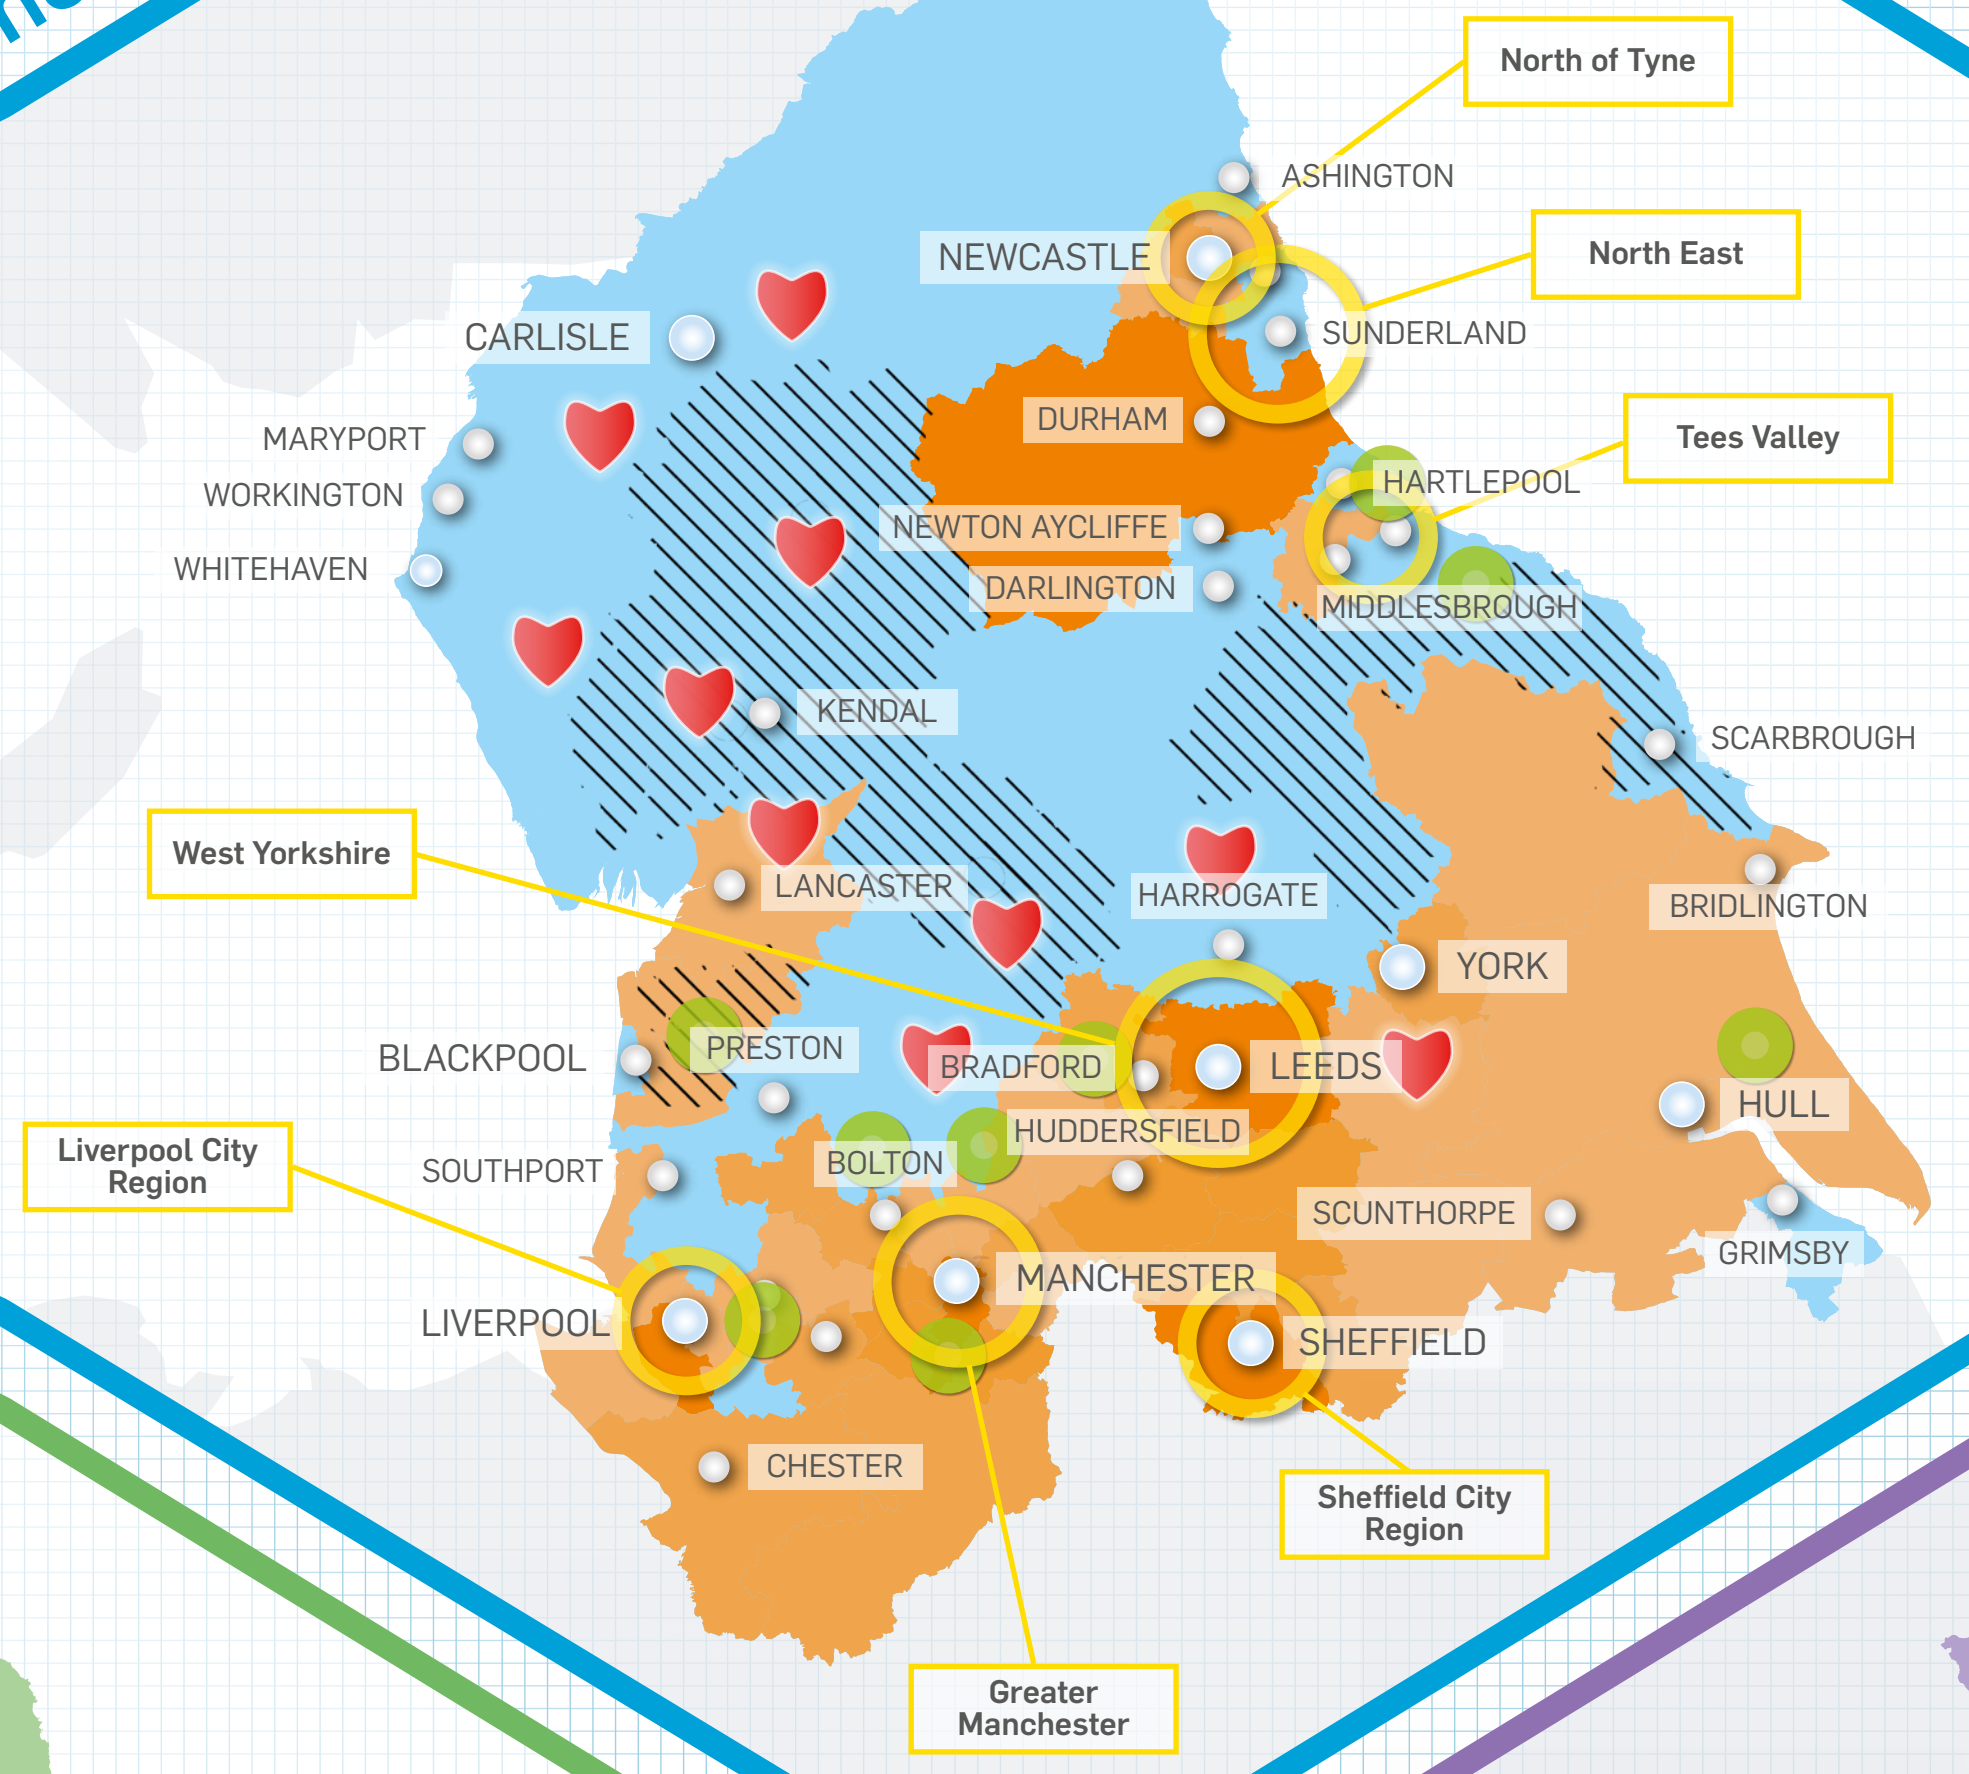 North of Tyne
ASHINGTON
North East
NEWCASTLE
CARLISLE
SUNDERLAND
DURHAM
Tees Valley
MARYPORT
HARTLEPOOL
WORKINGTON
NEWTON AYCLIFFE
WHITEHAVEN
DARLINGTON
MIDDLESBROUGH
KENDAL
SCARBROUGH
West Yorkshire
LANCASTER
HARROGATE
BRIDLINGTON
YORK
BLACKPOOL
PRESTON
BRADFORD
LEEDS
HULL
HUDDERSFIELD
Liverpool City
Region
SOUTHPORT
BOLTON
SCUNTHORPE
GRIMSBY
MANCHESTER
LIVERPOOL
SHEFFIELD
CHESTER
Sheffield City
Region
Greater
Manchester